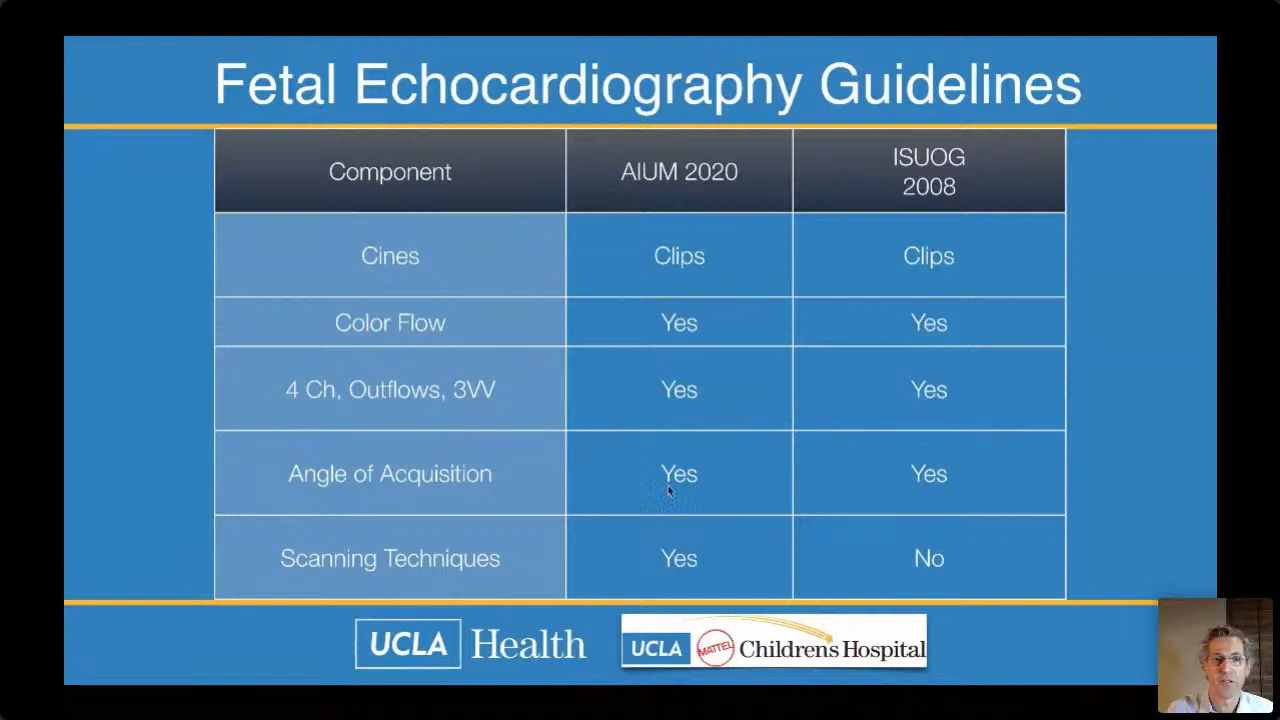 Fetal Echocardiography Guidelines
Component AIUM 2020 ISUOG 2008
Cines Clips Clips
Color Flow Yes Yes
4 Ch, Outflows, 3VV Yes Yes
Angle of Acquisition Yes Yes
Scanning Techniques Yes No
UCLA Health
UCLA MATTEL Childrens Hospital